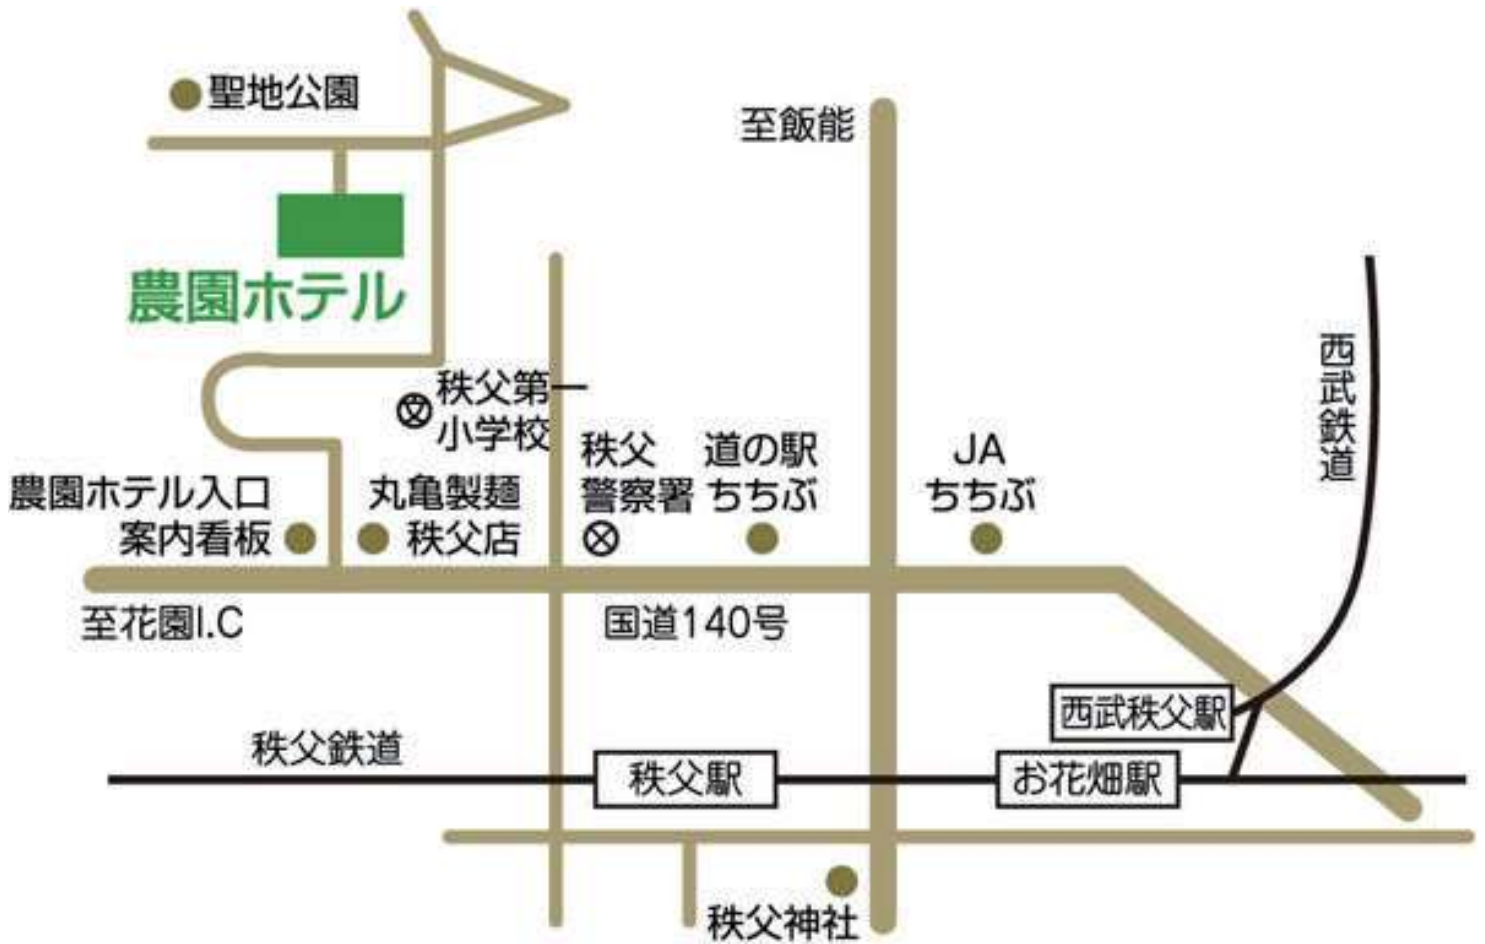 聖地公園
至飯能
農園ホテル
西武鉄道
秩父第一
小学校
秩父
警察署
道の駅
ちちぶ
JA
ちちぶ
農園ホテル入口
案内看板
丸亀製麺
秩父店
至花園I.C
国道140号
西武秩父駅
秩父鉄道
秩父駅
お花畑駅
秩父神社